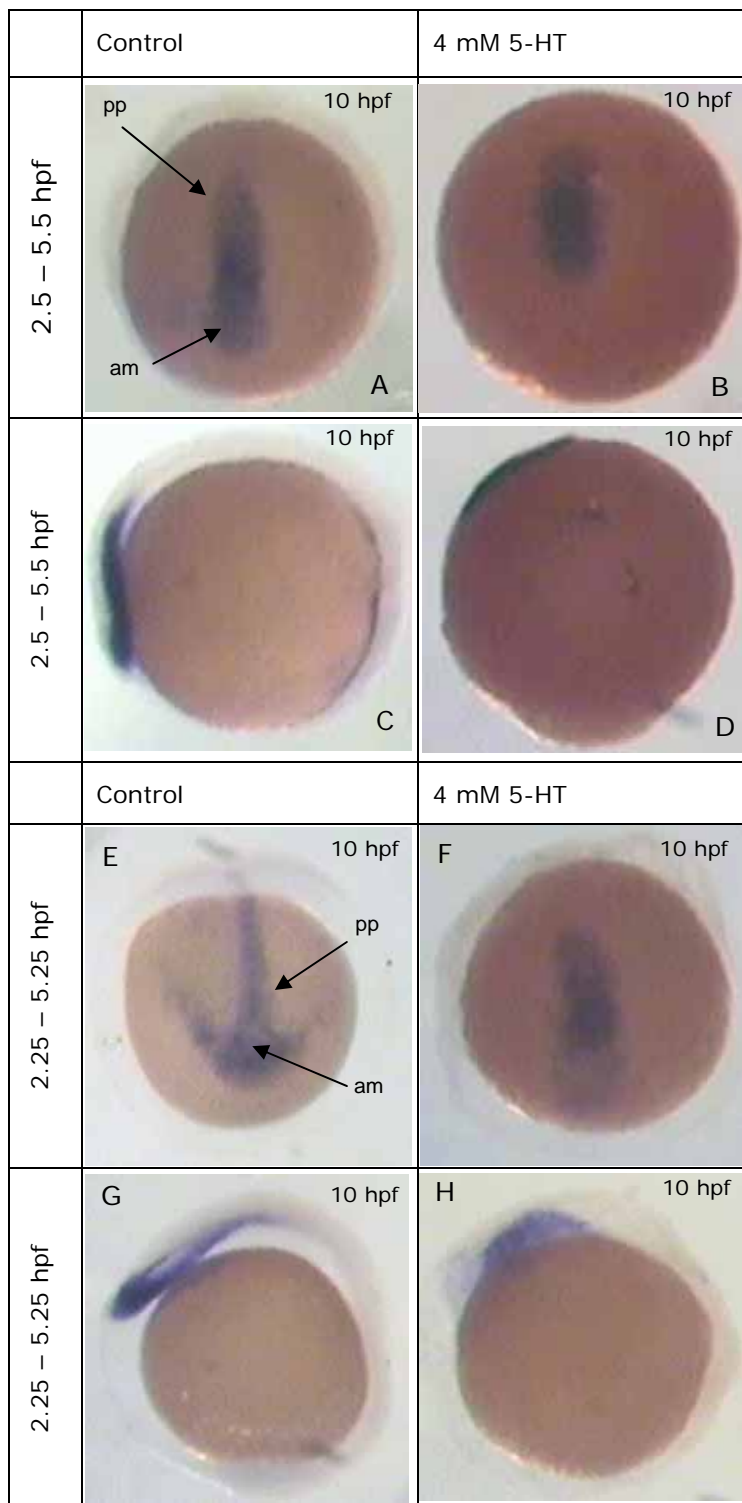 Control
4 mM 5-HT
2.5 – 5.5 hpf
pp
10 hpf
am
A
10 hpf
B
2.5 – 5.5 hpf
10 hpf
C
10 hpf
D
Control
4 mM 5-HT
2.25 – 5.25 hpf
E
10 hpf
pp
am
F
10 hpf
2.25 – 5.25 hpf
G
10 hpf
H
10 hpf